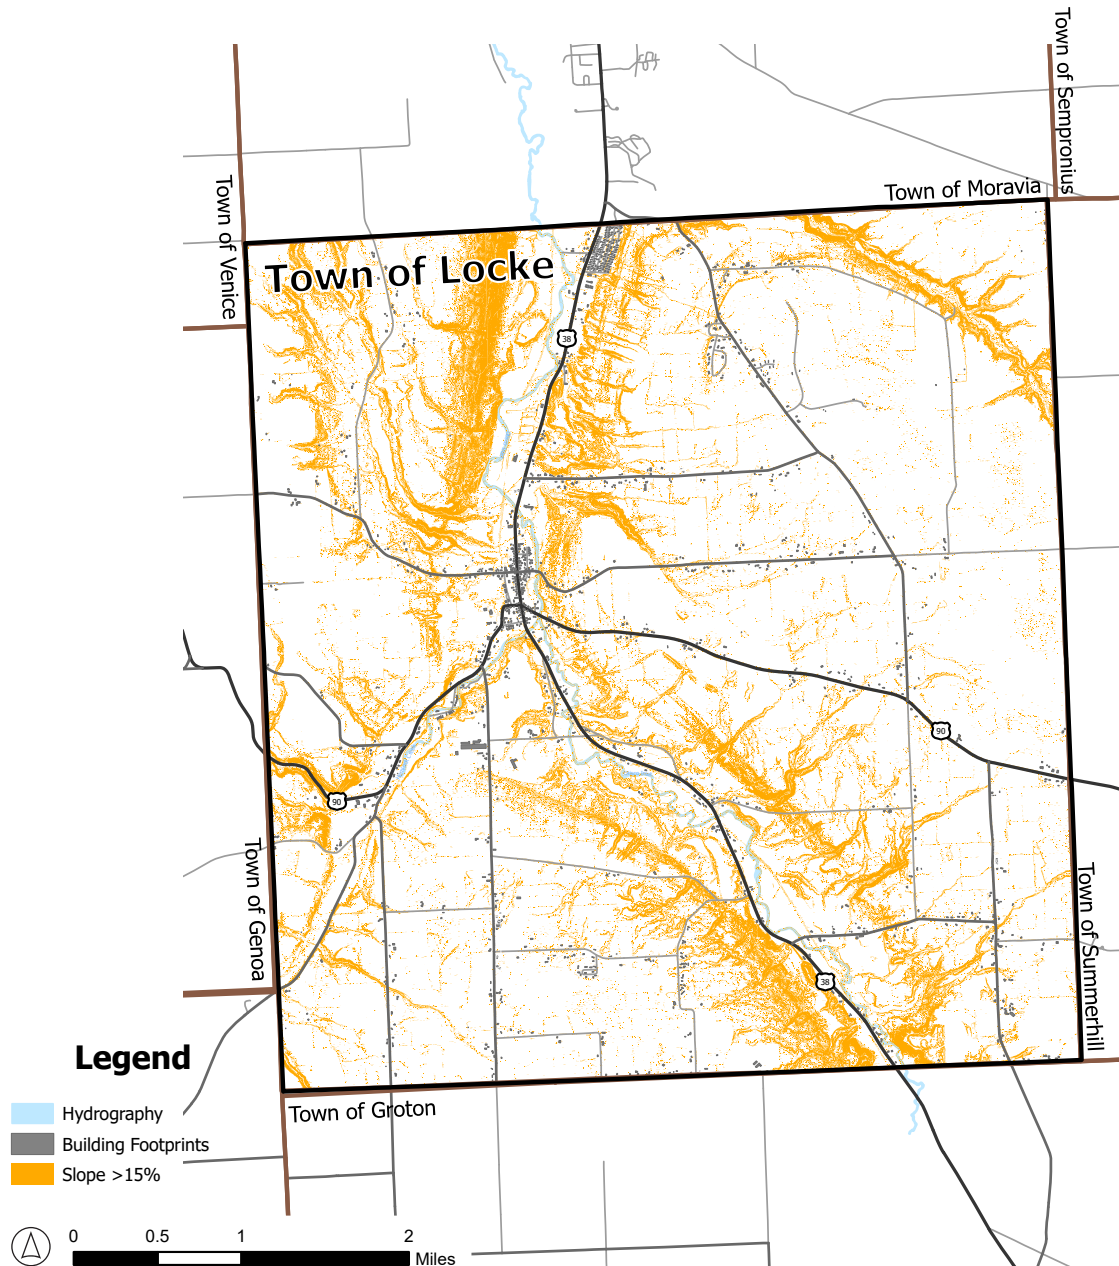 Town of Sempronius
Town of Moravia
Town of Venice
Town of Locke
38
90
90
Town of Genoa
Town of Summerhill
38
Legend
Town of Groton
Hydrography
Building Footprints
Slope >15%
0 0.5 1 2
Miles